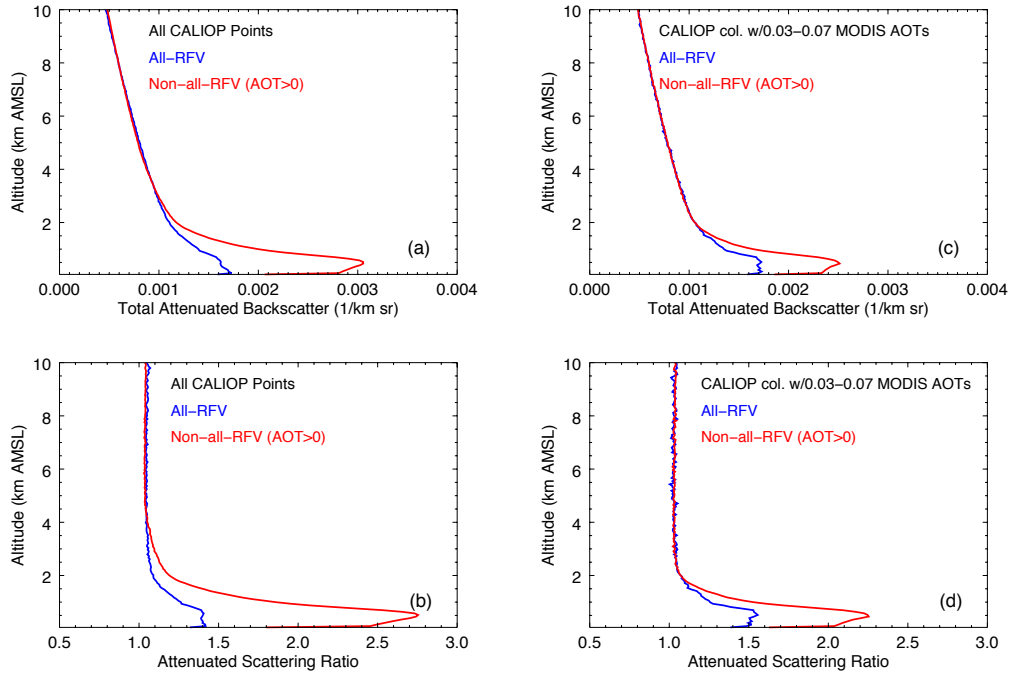 10
8
6
4
2
Altitude (km AMSL)
All CALIOP Points
All−RFV
Non−all−RFV (AOT>0)
(a)
0.000 0.001 0.002 0.003 0.004
Total Attenuated Backscatter (1/km sr)
10
8
6
4
2
Altitude (km AMSL)
CALIOP col. w/0.03−0.07 MODIS AOTs
All−RFV
Non−all−RFV (AOT>0)
(c)
0.000 0.001 0.002 0.003 0.004
Total Attenuated Backscatter (1/km sr)
10
8
6
4
2
Altitude (km AMSL)
All CALIOP Points
All−RFV
Non−all−RFV (AOT>0)
(b)
0.5 1.0 1.5 2.0 2.5 3.0
Attenuated Scattering Ratio
10
8
6
4
2
Altitude (km AMSL)
CALIOP col. w/0.03−0.07 MODIS AOTs
All−RFV
Non−all−RFV (AOT>0)
(d)
0.5 1.0 1.5 2.0 2.5 3.0
Attenuated Scattering Ratio